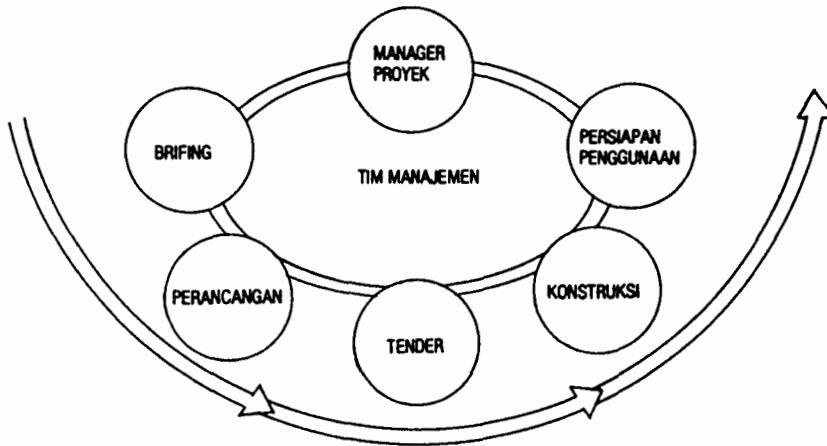 MANAGER
PROYEK
BRIFING
PERSIAPAN
PENGGUNAAN
TIM MANAJEMEN
PERANCANGAN
KONSTRUKSI
TENDER